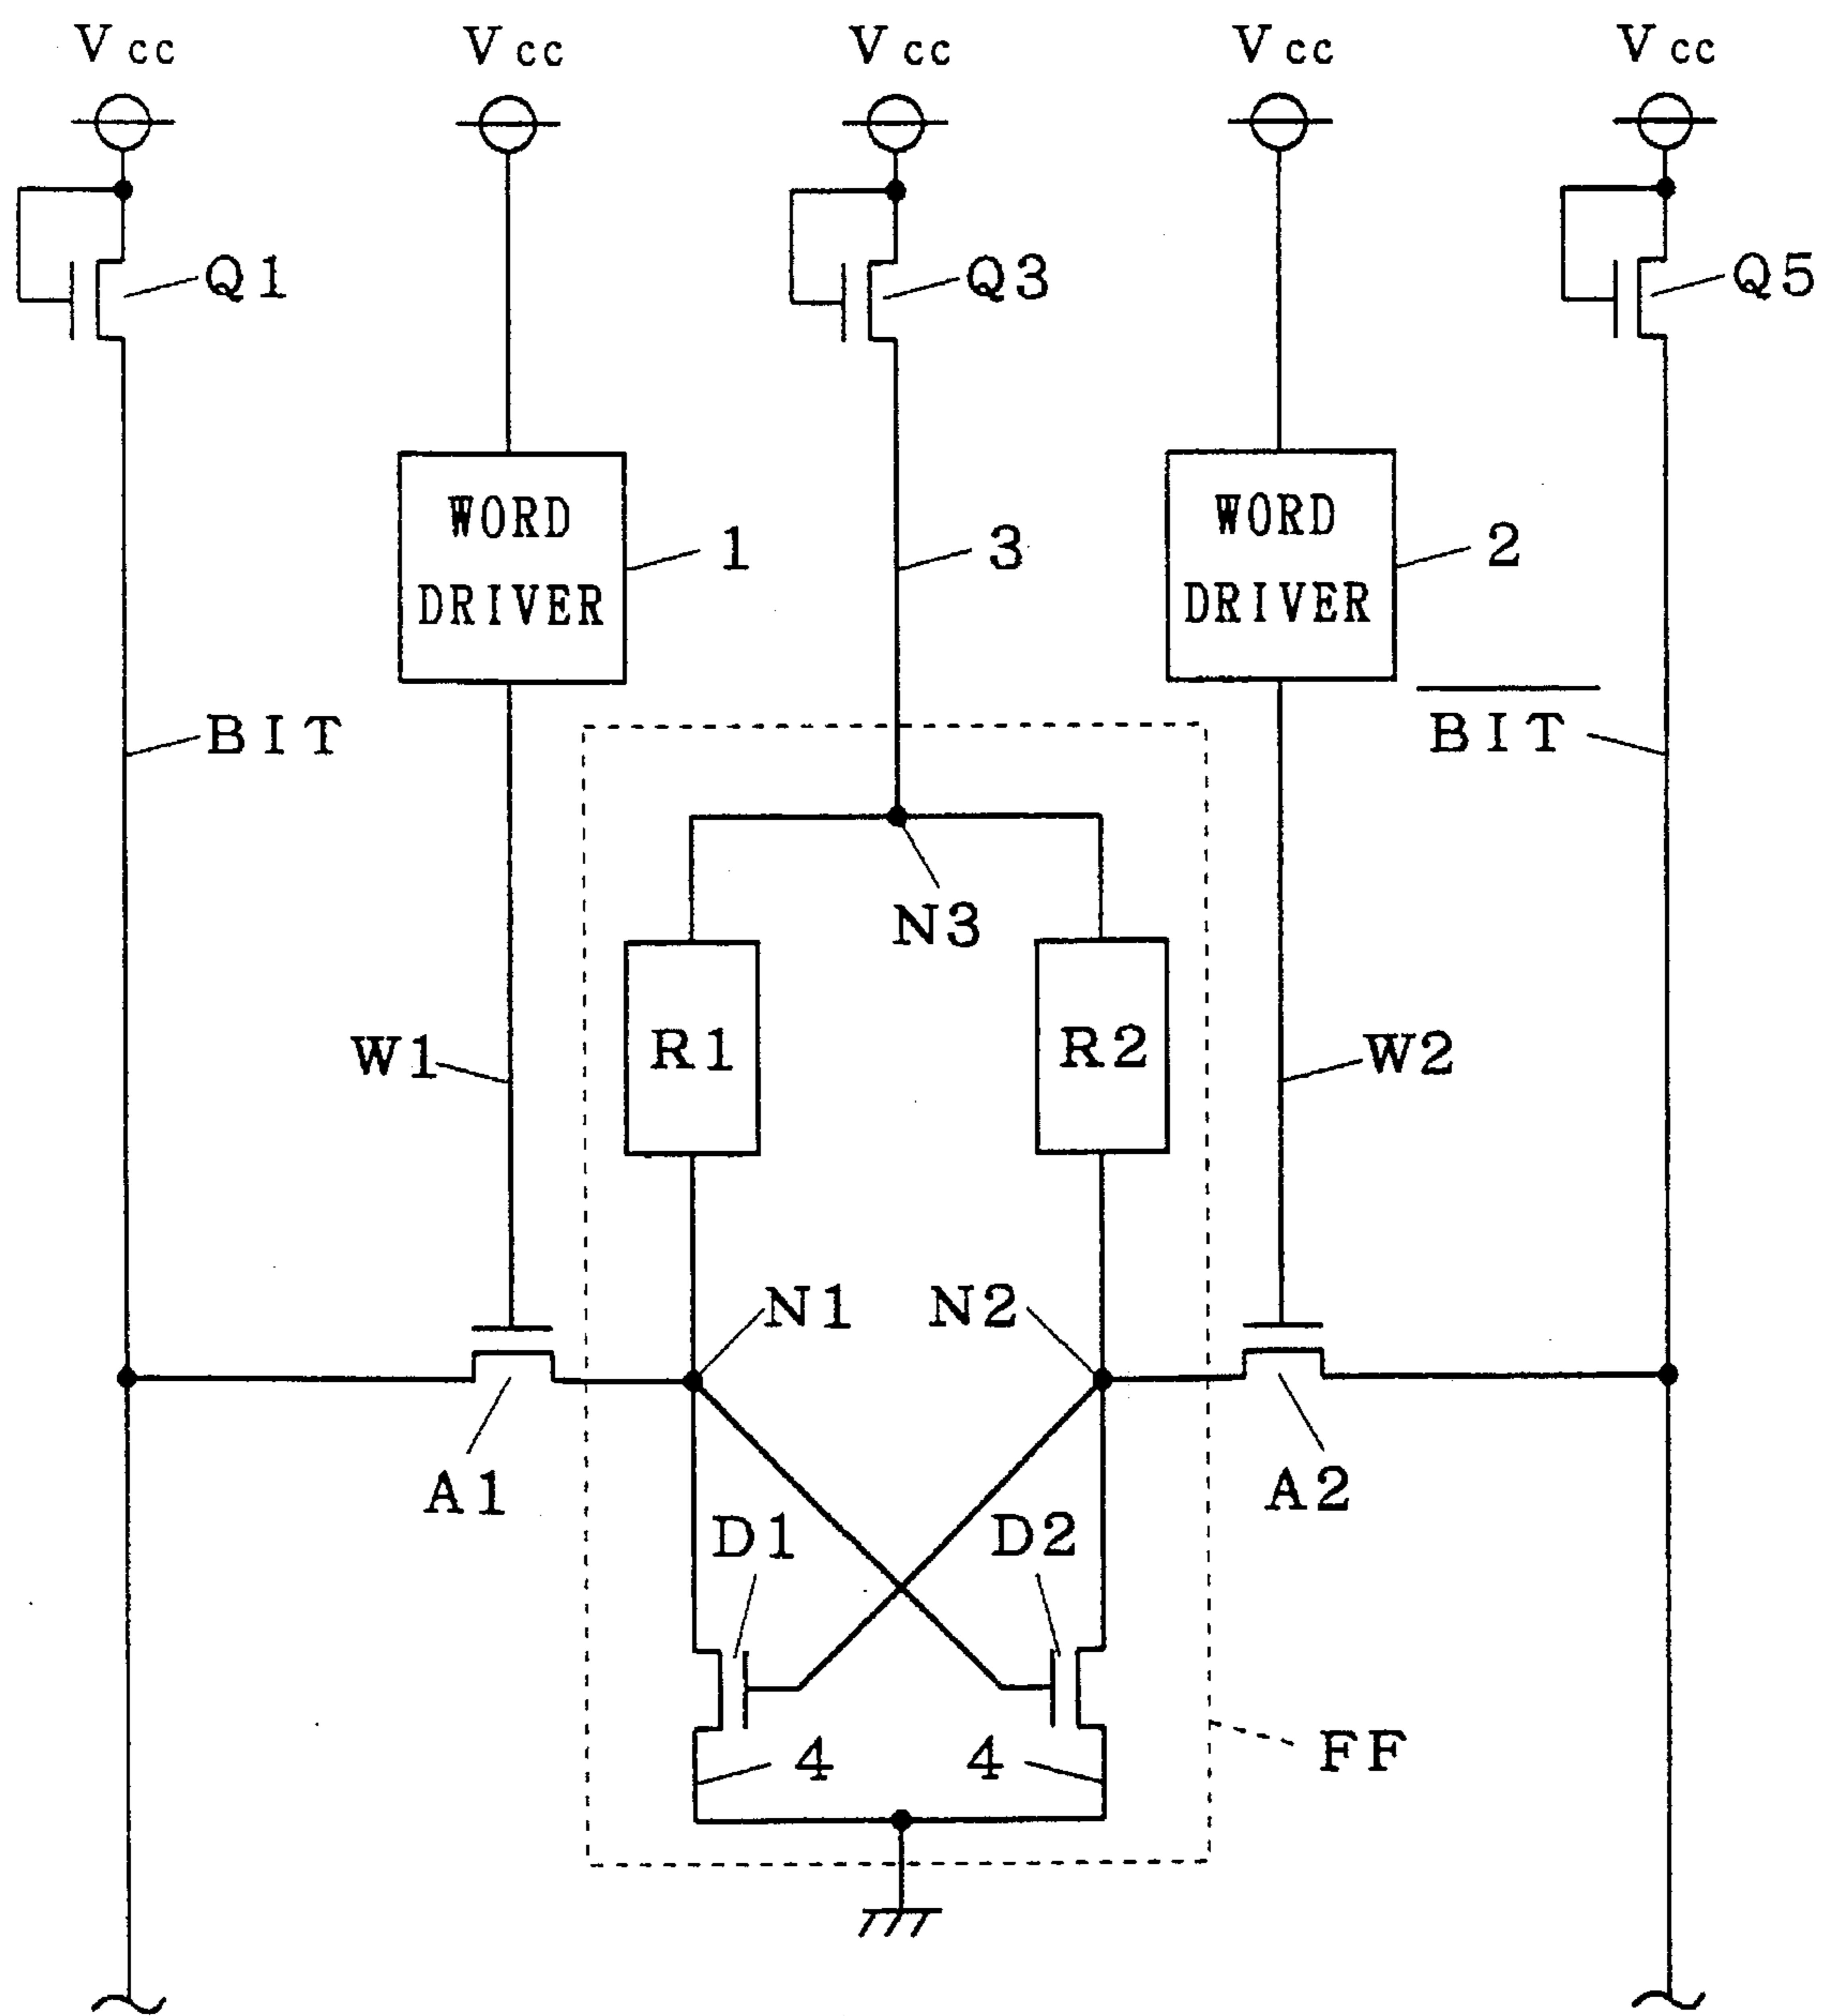 Vcc Vcc Vcc Vcc Vcc
Q1 Q3 Q5
WORD DRIVER
1
3
WORD DRIVER
2
BIT
BIT
N3
R1 R2
W1 W2
N1 N2
A1 A2
D1 D2
4 4
FF